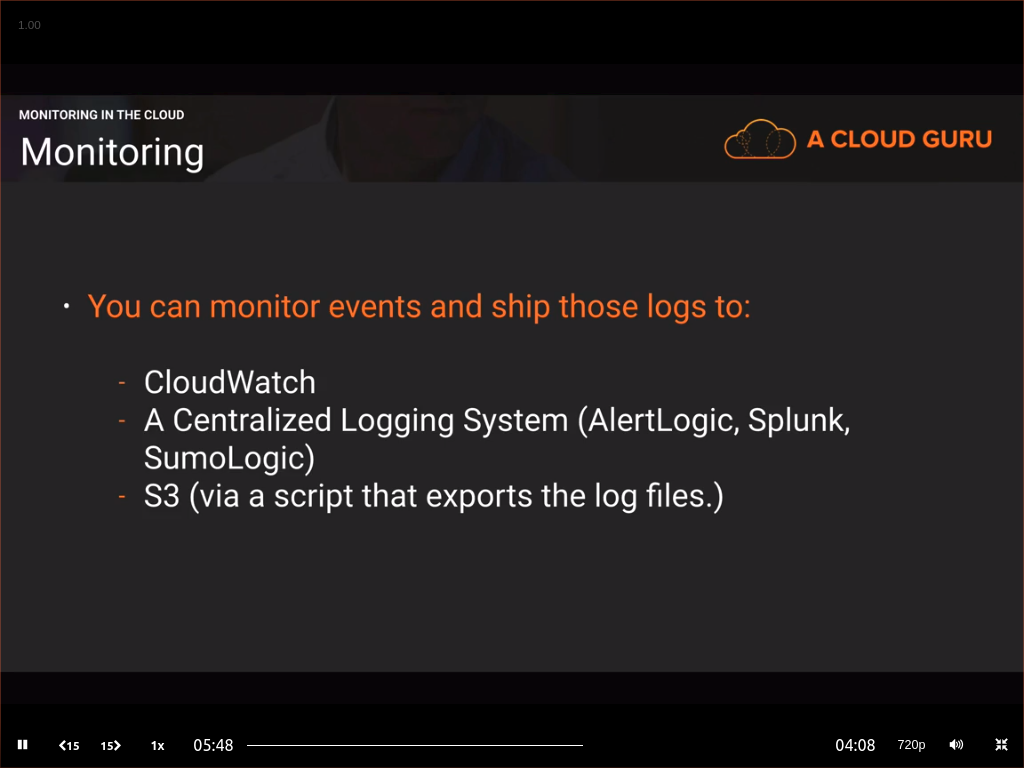 1.00
MONITORING IN THE CLOUD
Monitoring
A CLOUD GURU
• You can monitor events and ship those logs to:
- CloudWatch
- A Centralized Logging System (AlertLogic, Splunk,
SumoLogic)
- S3 (via a script that exports the log files.)
15 15 1x 05:48 04:08 720p